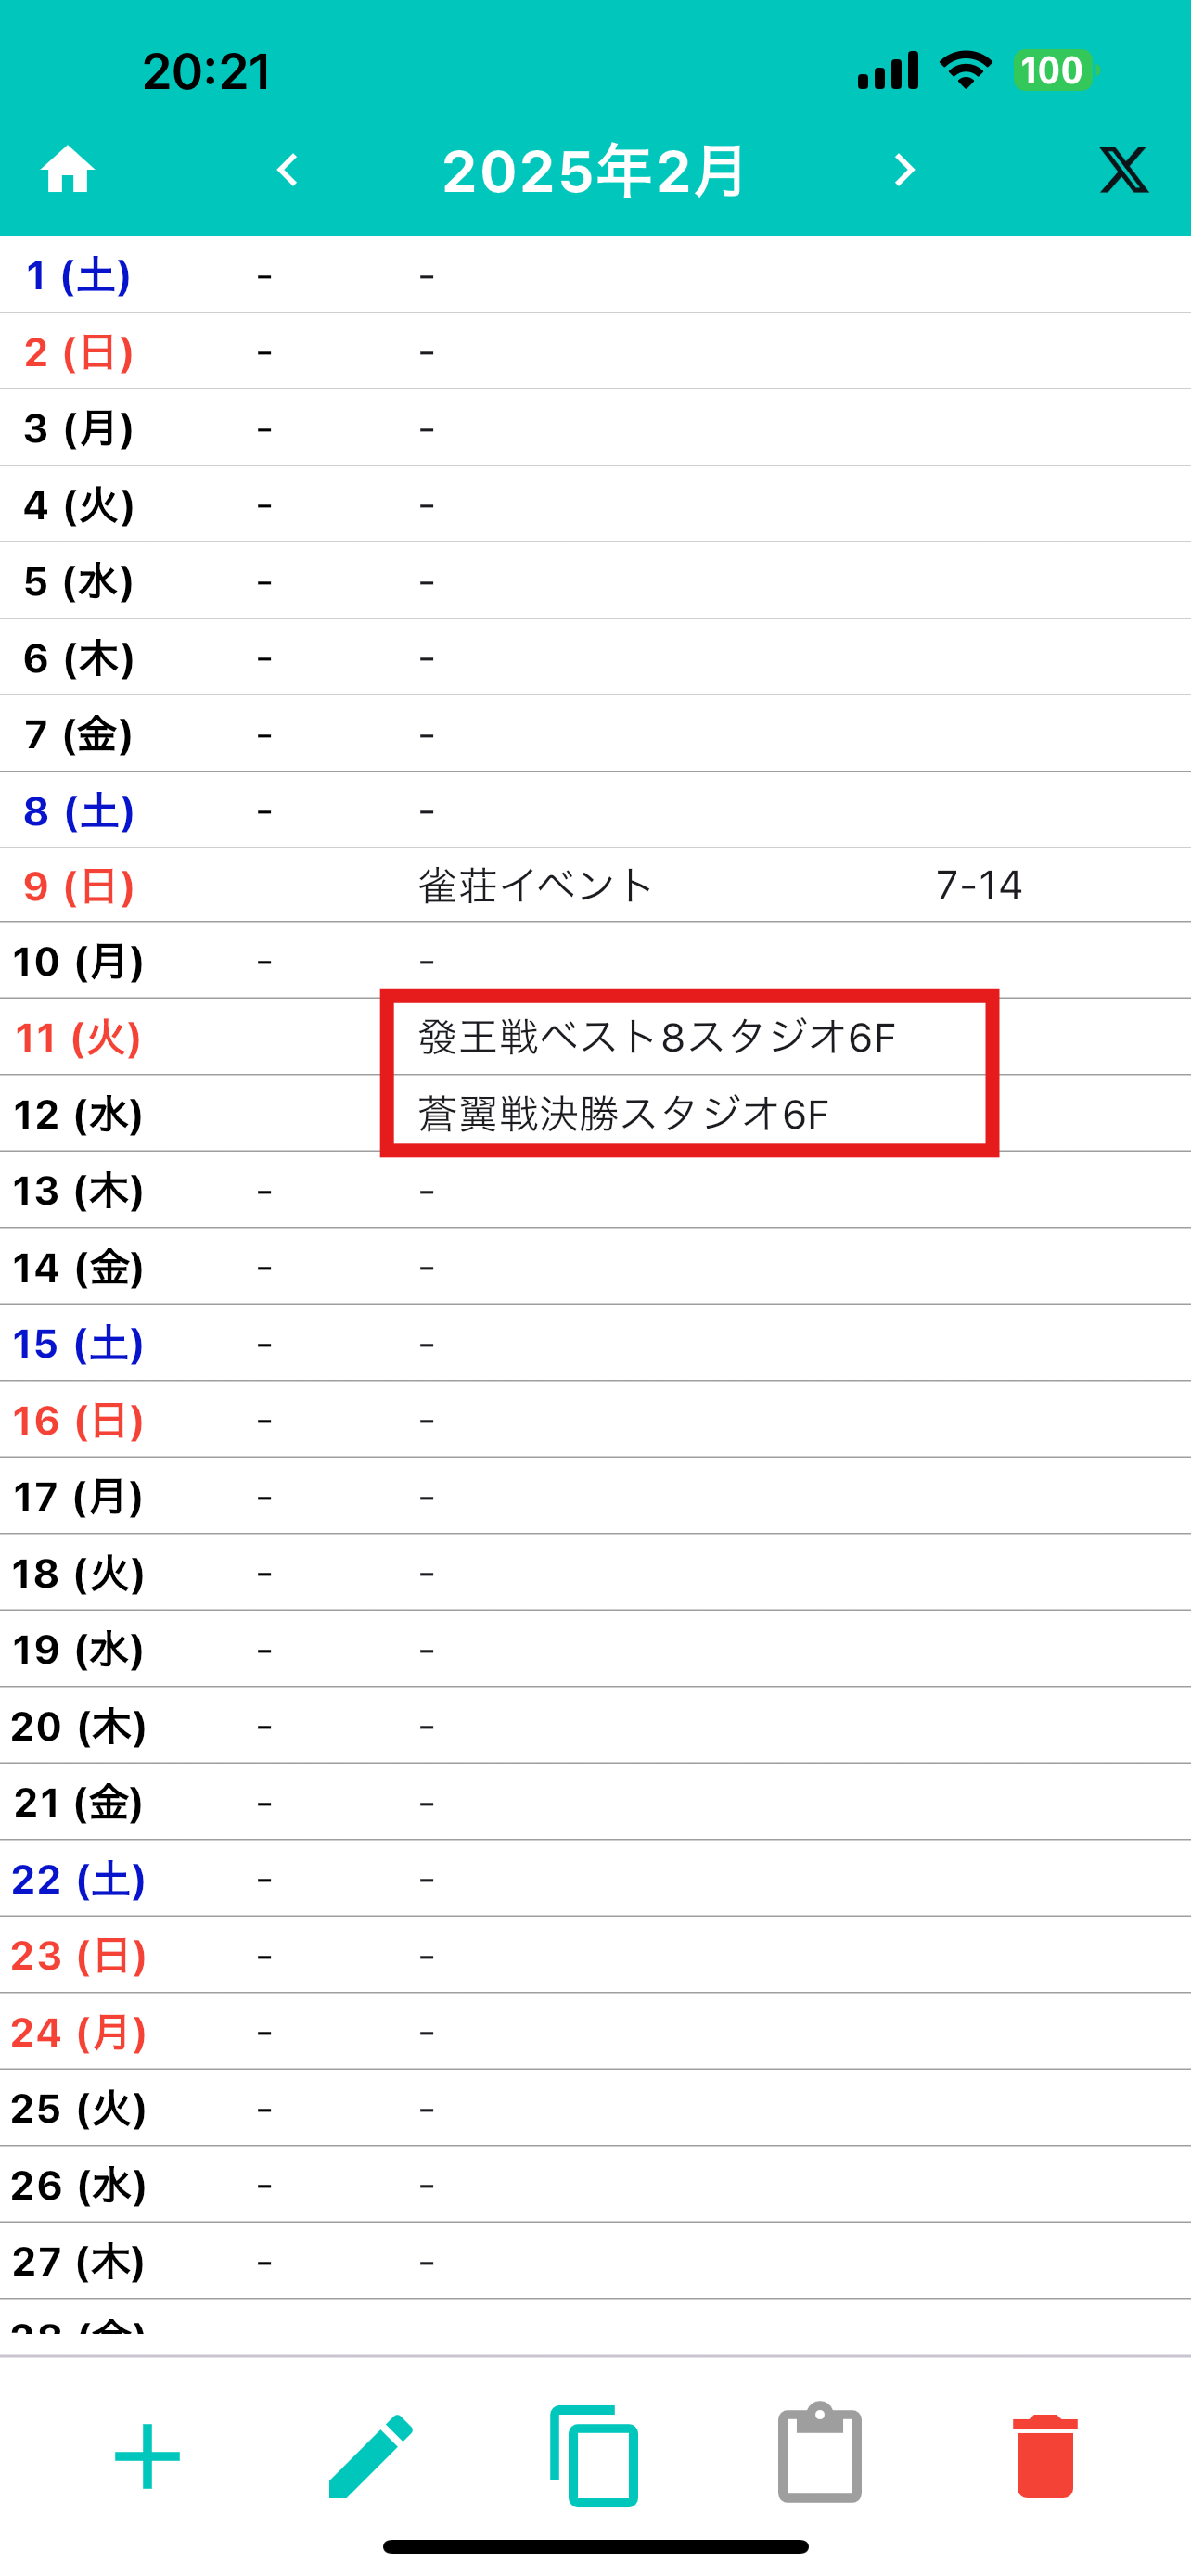 20:21 100
2025年2月
1 (土) - -
2 (日) - -
3 (月) - -
4 (火) - -
5 (水) - -
6 (木) - -
7 (金) - -
8 (土) - -
9 (日) 雀荘イベント 7-14
10 (月) - -
11 (火) 發王戦ベスト8スタジオ6F
12 (水) 蒼翼戦決勝スタジオ6F
13 (木) - -
14 (金) - -
15 (土) - -
16 (日) - -
17 (月) - -
18 (火) - -
19 (水) - -
20 (木) - -
21 (金) - -
22 (土) - -
23 (日) - -
24 (月) - -
25 (火) - -
26 (水) - -
27 (木) - -
28 (金)